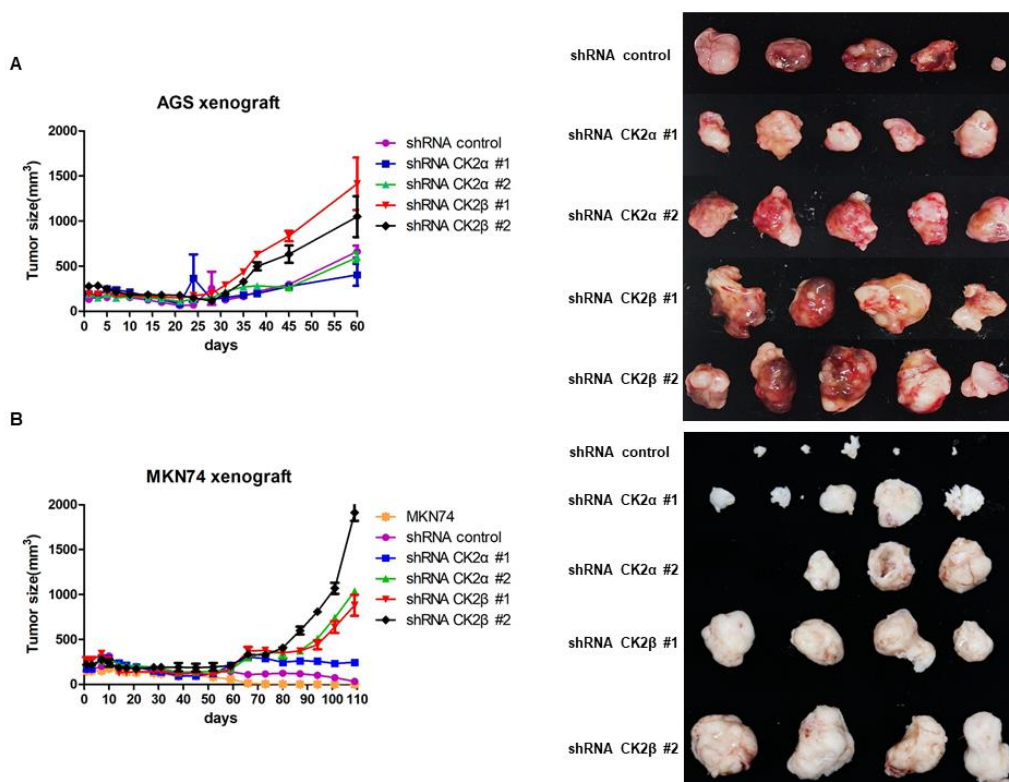 A
AGS xenograft
Tumor size(mm³)
2000
1500
1000
500
0
0 5 10 15 20 25 30 35 40 45 50 55 60
days
shRNA control
shRNA CK2α #1
shRNA CK2α #2
shRNA CK2β #1
shRNA CK2β #2
shRNA control
shRNA CK2α #1
shRNA CK2α #2
shRNA CK2β #1
shRNA CK2β #2
B
MKN74 xenograft
Tumor size(mm³)
2000
1500
1000
500
0
0 10 20 30 40 50 60 70 80 90 100 110
days
MKN74
shRNA control
shRNA CK2α #1
shRNA CK2α #2
shRNA CK2β #1
shRNA CK2β #2
shRNA control
shRNA CK2α #1
shRNA CK2α #2
shRNA CK2β #1
shRNA CK2β #2